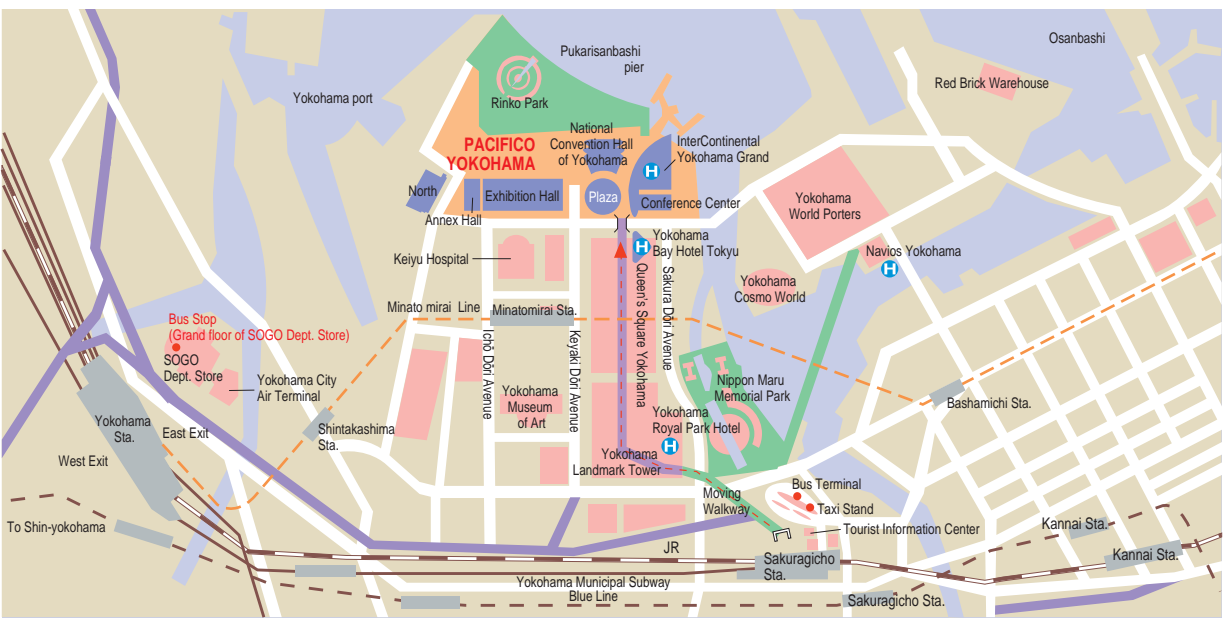 Osanbashi
Pukarisanbashi
pier
Red Brick Warehouse
Yokohama port
Rinko Park
National
Convention Hall
of Yokohama
PACIFICO
YOKOHAMA
InterContinental
Yokohama Grand
H
North
Exhibition Hall
Plaza
Conference Center
Annex Hall
Yokohama
World Porters
Yokohama
Bay Hotel Tokyu
H
Navios Yokohama
H
Keiyu Hospital
Yokohama
Cosmo World
Minato mirai Line
Minatomirai Sta.
Queen's Square Yokohama
Sakura Dōri Avenue
Ichō Dōri Avenue
Keyaki Dōri Avenue
Bus Stop
(Grand floor of SOGO Dept. Store)
SOGO
Dept. Store
Yokohama City
Air Terminal
Yokohama
Museum
of Art
Nippon Maru
Memorial Park
Bashamichi Sta.
Yokohama
Sta.
East Exit
West Exit
Shintakashima
Sta.
Yokohama
Royal Park Hotel
H
Yokohama
Landmark Tower
Moving
Walkway
Bus Terminal
Taxi Stand
Tourist Information Center
To Shin-yokohama
JR
Sakuragicho
Sta.
Kannai Sta.
Kannai Sta.
Yokohama Municipal Subway
Blue Line
Sakuragicho Sta.